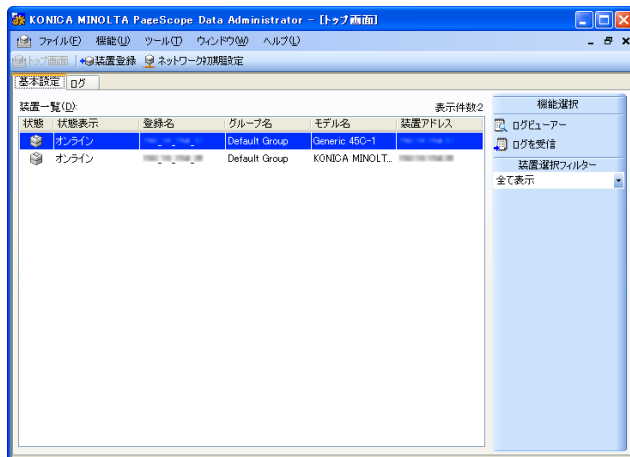 KONICA MINOLTA PageScope Data Administrator - [トップ画面]
ファイル(F) 機能(U) ツール(T) ウィンドウ(W) ヘルプ(L)
トップ画面 装置登録 ネットワーク初期設定
基本設定 ログ
装置一覧(D): 表示件数:2
状態 状態表示 登録名 グループ名 モデル名 装置アドレス
オンライン Default Group Generic 45C-1
オンライン Default Group KONICA MINOLT...
機能選択
ログビューアー
ログを受信
装置選択フィルター
全て表示